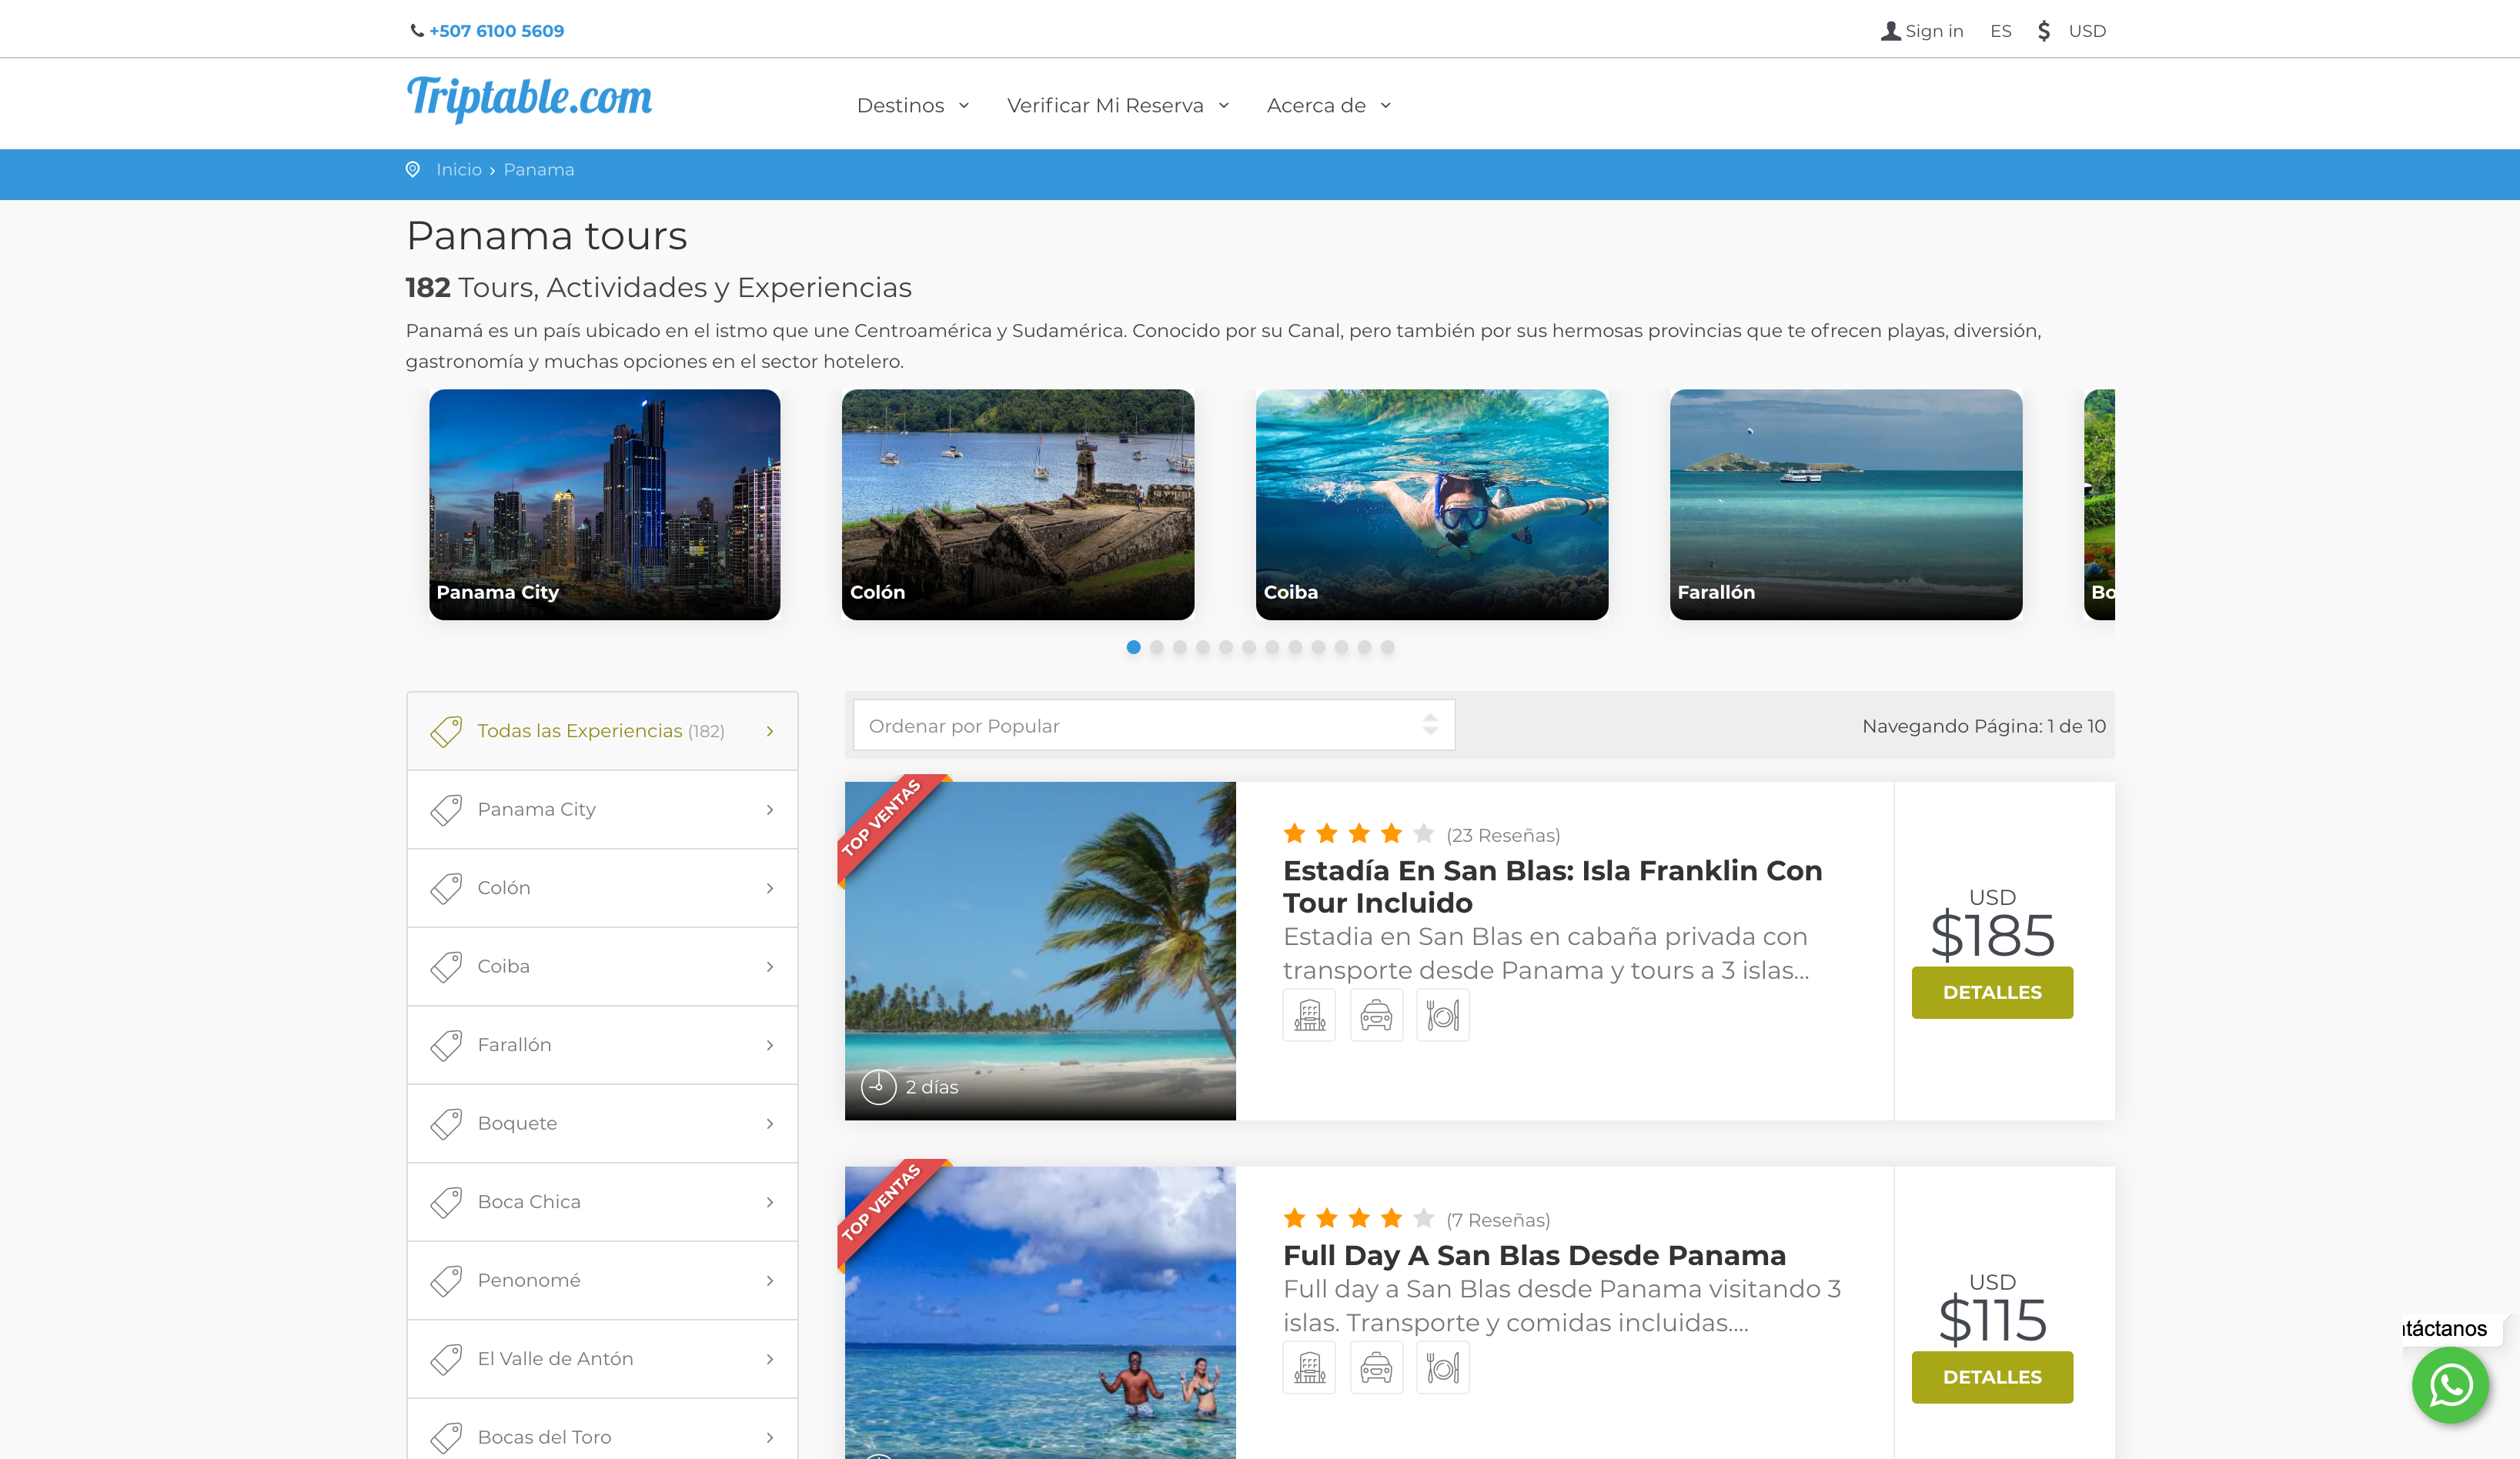 +507 6100 5609
Sign in ES $ USD
Triptable.com
Destinos Verificar Mi Reserva Acerca de
Inicio › Panama
Panama tours
182 Tours, Actividades y Experiencias
Panamá es un país ubicado en el istmo que une Centroamérica y Sudamérica. Conocido por su Canal, pero también por sus hermosas provincias que te ofrecen playas, diversión,
gastronomía y muchas opciones en el sector hotelero.
Panama City
Colón
Coiba
Farallón
Bo
Todas las Experiencias (182)
Panama City
Colón
Coiba
Farallón
Boquete
Boca Chica
Penonomé
El Valle de Antón
Bocas del Toro
Ordenar por Popular
Navegando Página: 1 de 10
TOP VENTAS
2 días
(23 Reseñas)
Estadía En San Blas: Isla Franklin Con
Tour Incluido
Estadia en San Blas en cabaña privada con
transporte desde Panama y tours a 3 islas...
USD
$185
DETALLES
TOP VENTAS
(7 Reseñas)
Full Day A San Blas Desde Panama
Full day a San Blas desde Panama visitando 3
islas. Transporte y comidas incluidas....
USD
$115
DETALLES
ntáctanos